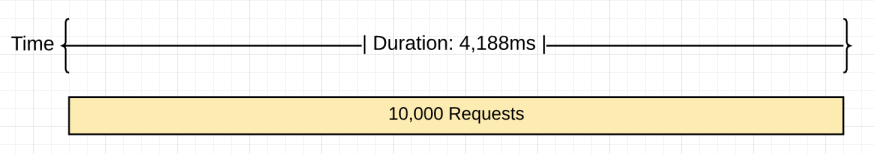 Time | Duration: 4,188ms |
10,000 Requests